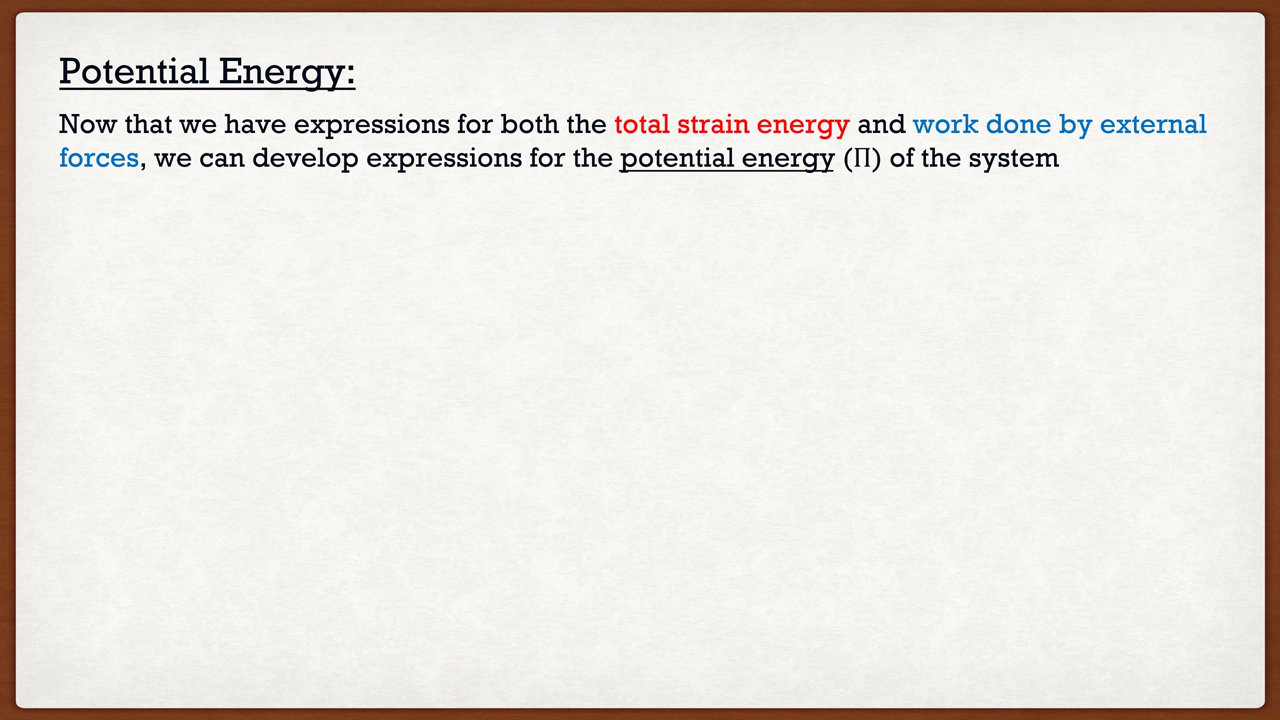 Potential Energy:
Now that we have expressions for both the total strain energy and work done by external
forces, we can develop expressions for the potential energy (Π) of the system